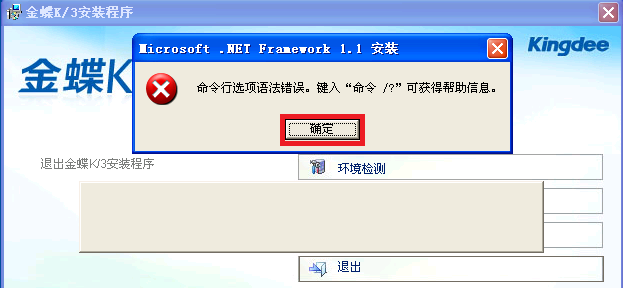 金蝶K/3安装程序
Microsoft .NET Framework 1.1 安装
Kingdee
金蝶K
命令行选项语法错误。键入“命令 /?”可获得帮助信息。
确定
退出金蝶K/3安装程序
环境检测
退出